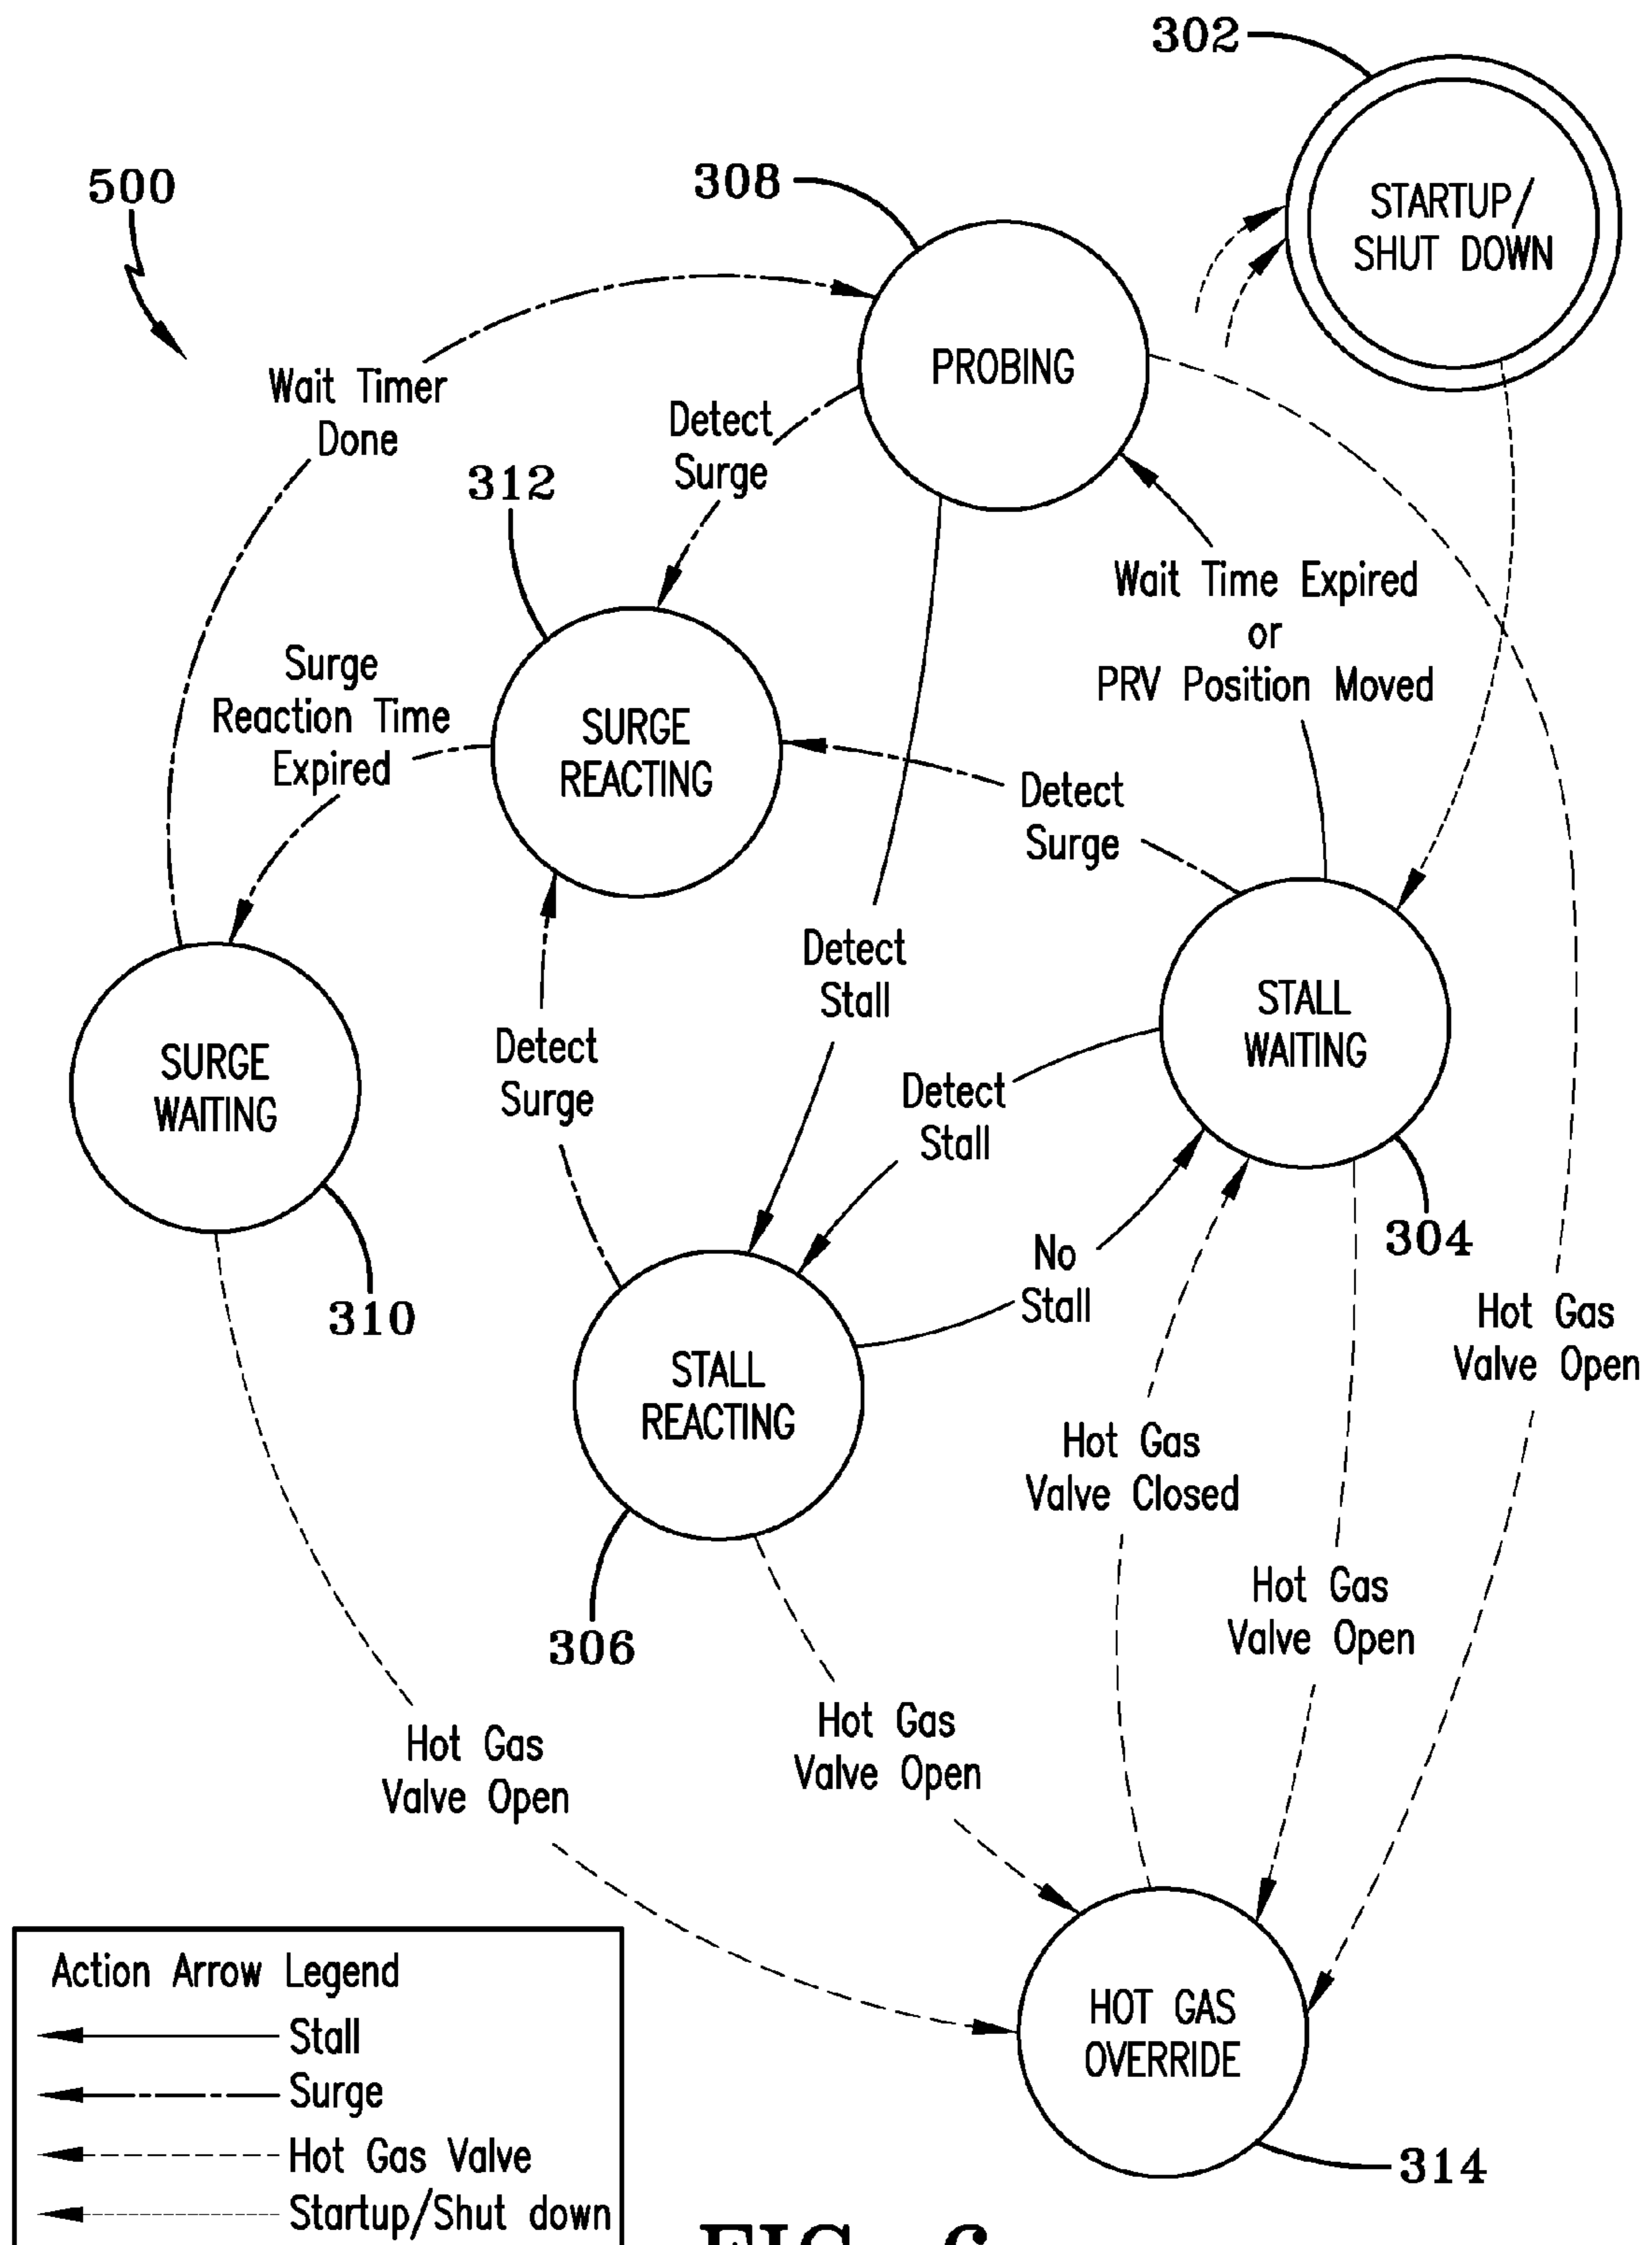 302
STARTUP/
SHUT DOWN
308
500
PROBING
Wait Timer
Done
Detect
Surge
312
Wait Time Expired
or
PRV Position Moved
Surge
Reaction Time
Expired
SURGE
REACTING
Detect
Surge
Detect
Stall
STALL
WAITING
SURGE
WAITING
Detect
Surge
Detect
Stall
304
No
Stall
310
Hot Gas
Valve Open
STALL
REACTING
Hot Gas
Valve Closed
306
Hot Gas
Valve Open
Hot Gas
Valve Open
Hot Gas
Valve Open
HOT GAS
OVERRIDE
314
Action Arrow Legend
Stall
Surge
Hot Gas Valve
Startup/Shut down
FIG. 6